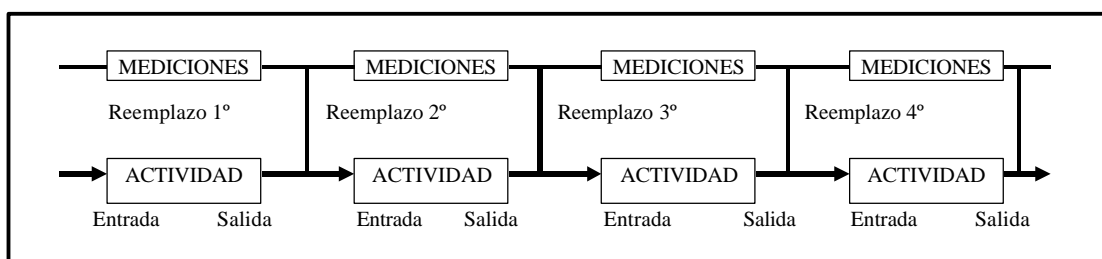 MEDICIONES MEDICIONES MEDICIONES MEDICIONES
Reemplazo 1º Reemplazo 2º Reemplazo 3º Reemplazo 4º
ACTIVIDAD ACTIVIDAD ACTIVIDAD ACTIVIDAD
Entrada Salida Entrada Salida Entrada Salida Entrada Salida